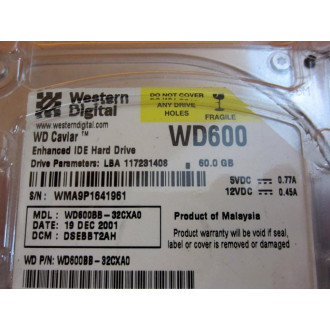 Western
Digital
www.westerndigital.com
WD Caviar™
DO NOT COVER
ANY DRIVE
HOLES
FRAGILE
WD600
Enhanced IDE Hard Drive
Drive Parameters: LBA 117231408 60.0 GB
5VDC 0.77A
12VDC 0.45A
S/N: WMA9P1641961
MDL: WD600BB-32CXA0
DATE: 19 DEC 2001
DCM: DSEBBT2AH
Product of Malaysia
Warranty will be void if any seal,
label or cover is removed or damaged
WD P/N: WD600BB-32CXA0